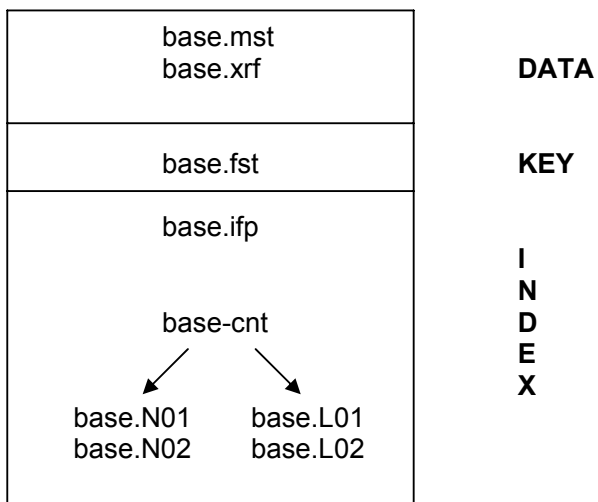 base.mst
base.xrf DATA
base.fst KEY
base.ifp
I
N
base-cnt D
E
X
base.N01 base.L01
base.N02 base.L02